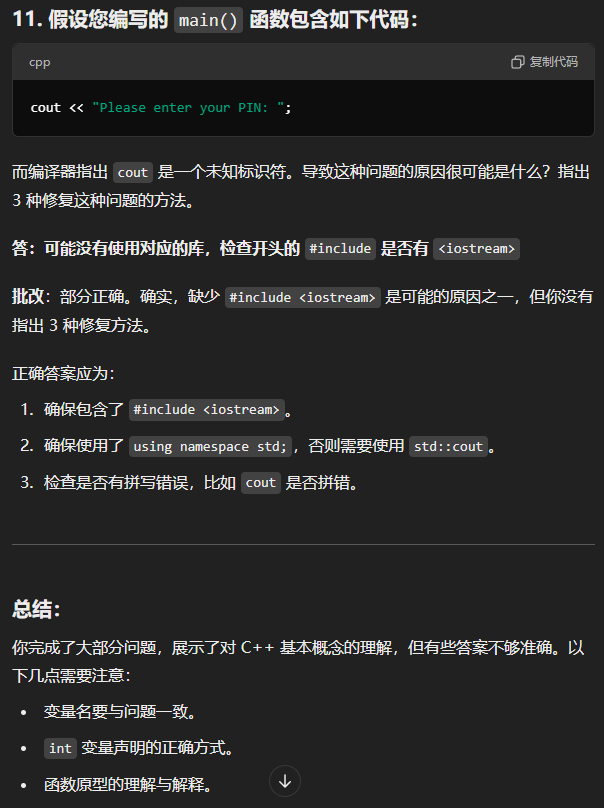 11. 假设您编写的 main() 函数包含如下代码：
cpp 复制代码
cout << "Please enter your PIN: ";
而编译器指出 cout 是一个未知标识符。导致这种问题的原因很可能是什么？指出
3 种修复这种问题的方法。
答：可能没有使用对应的库，检查开头的 #include 是否有 <iostream>
批改：部分正确。确实，缺少 #include <iostream> 是可能的原因之一，但你没有
指出 3 种修复方法。
正确答案应为：
1. 确保包含了 #include <iostream>。
2. 确保使用了 using namespace std;，否则需要使用 std::cout。
3. 检查是否有拼写错误，比如 cout 是否拼错。
总结：
你完成了大部分问题，展示了对 C++ 基本概念的理解，但有些答案不够准确。以
下几点需要注意：
• 变量名要与问题一致。
• int 变量声明的正确方式。
• 函数原型的理解与解释。